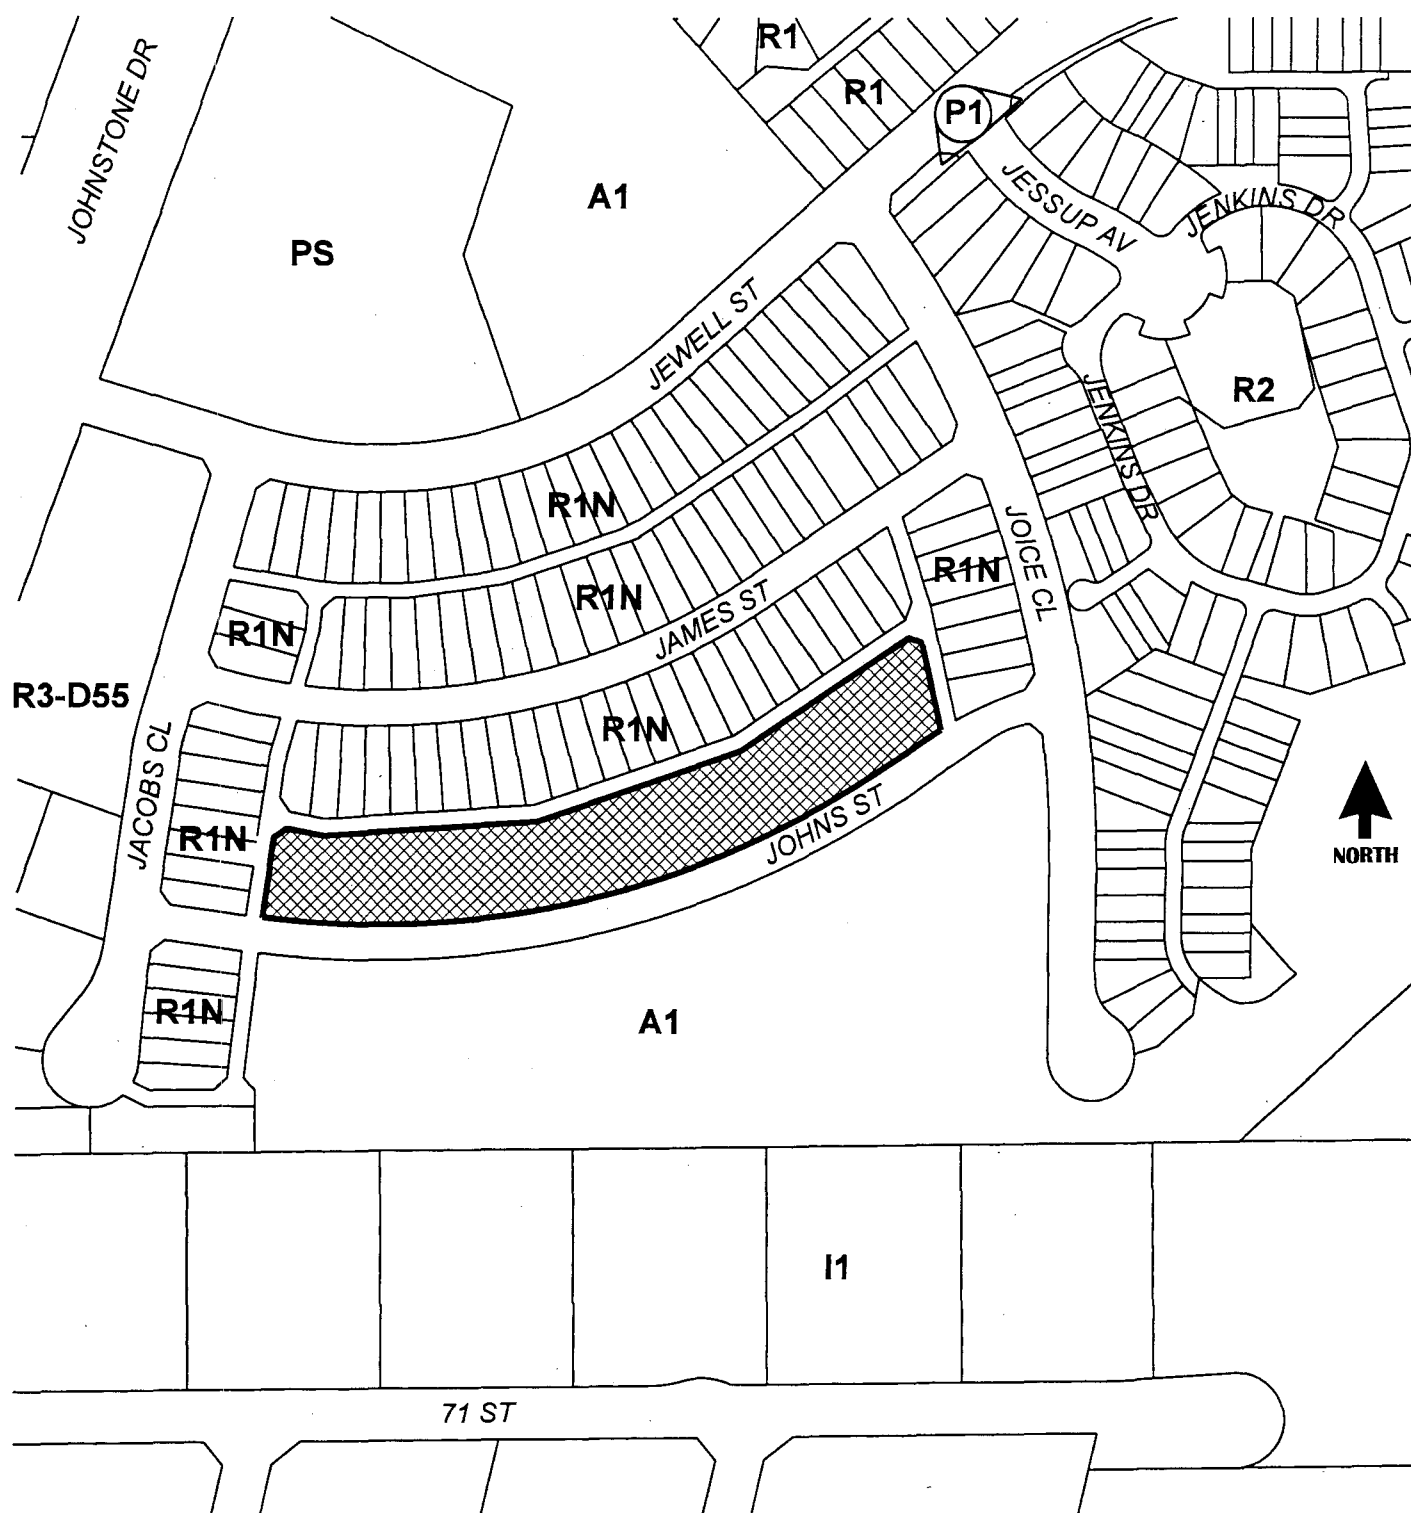 R1
JOHNSTONE DR
R1
P1
A1
JESSUP AV
JENKINS DR
PS
JEWELL ST
R2
JENKINS DR
R1N
JOICE CL
R1N
R1N
JAMES ST
R1N
R3-D55
R1N
JACOBS CL
JOHNS ST
R1N
NORTH
R1N
A1
I1
71 ST